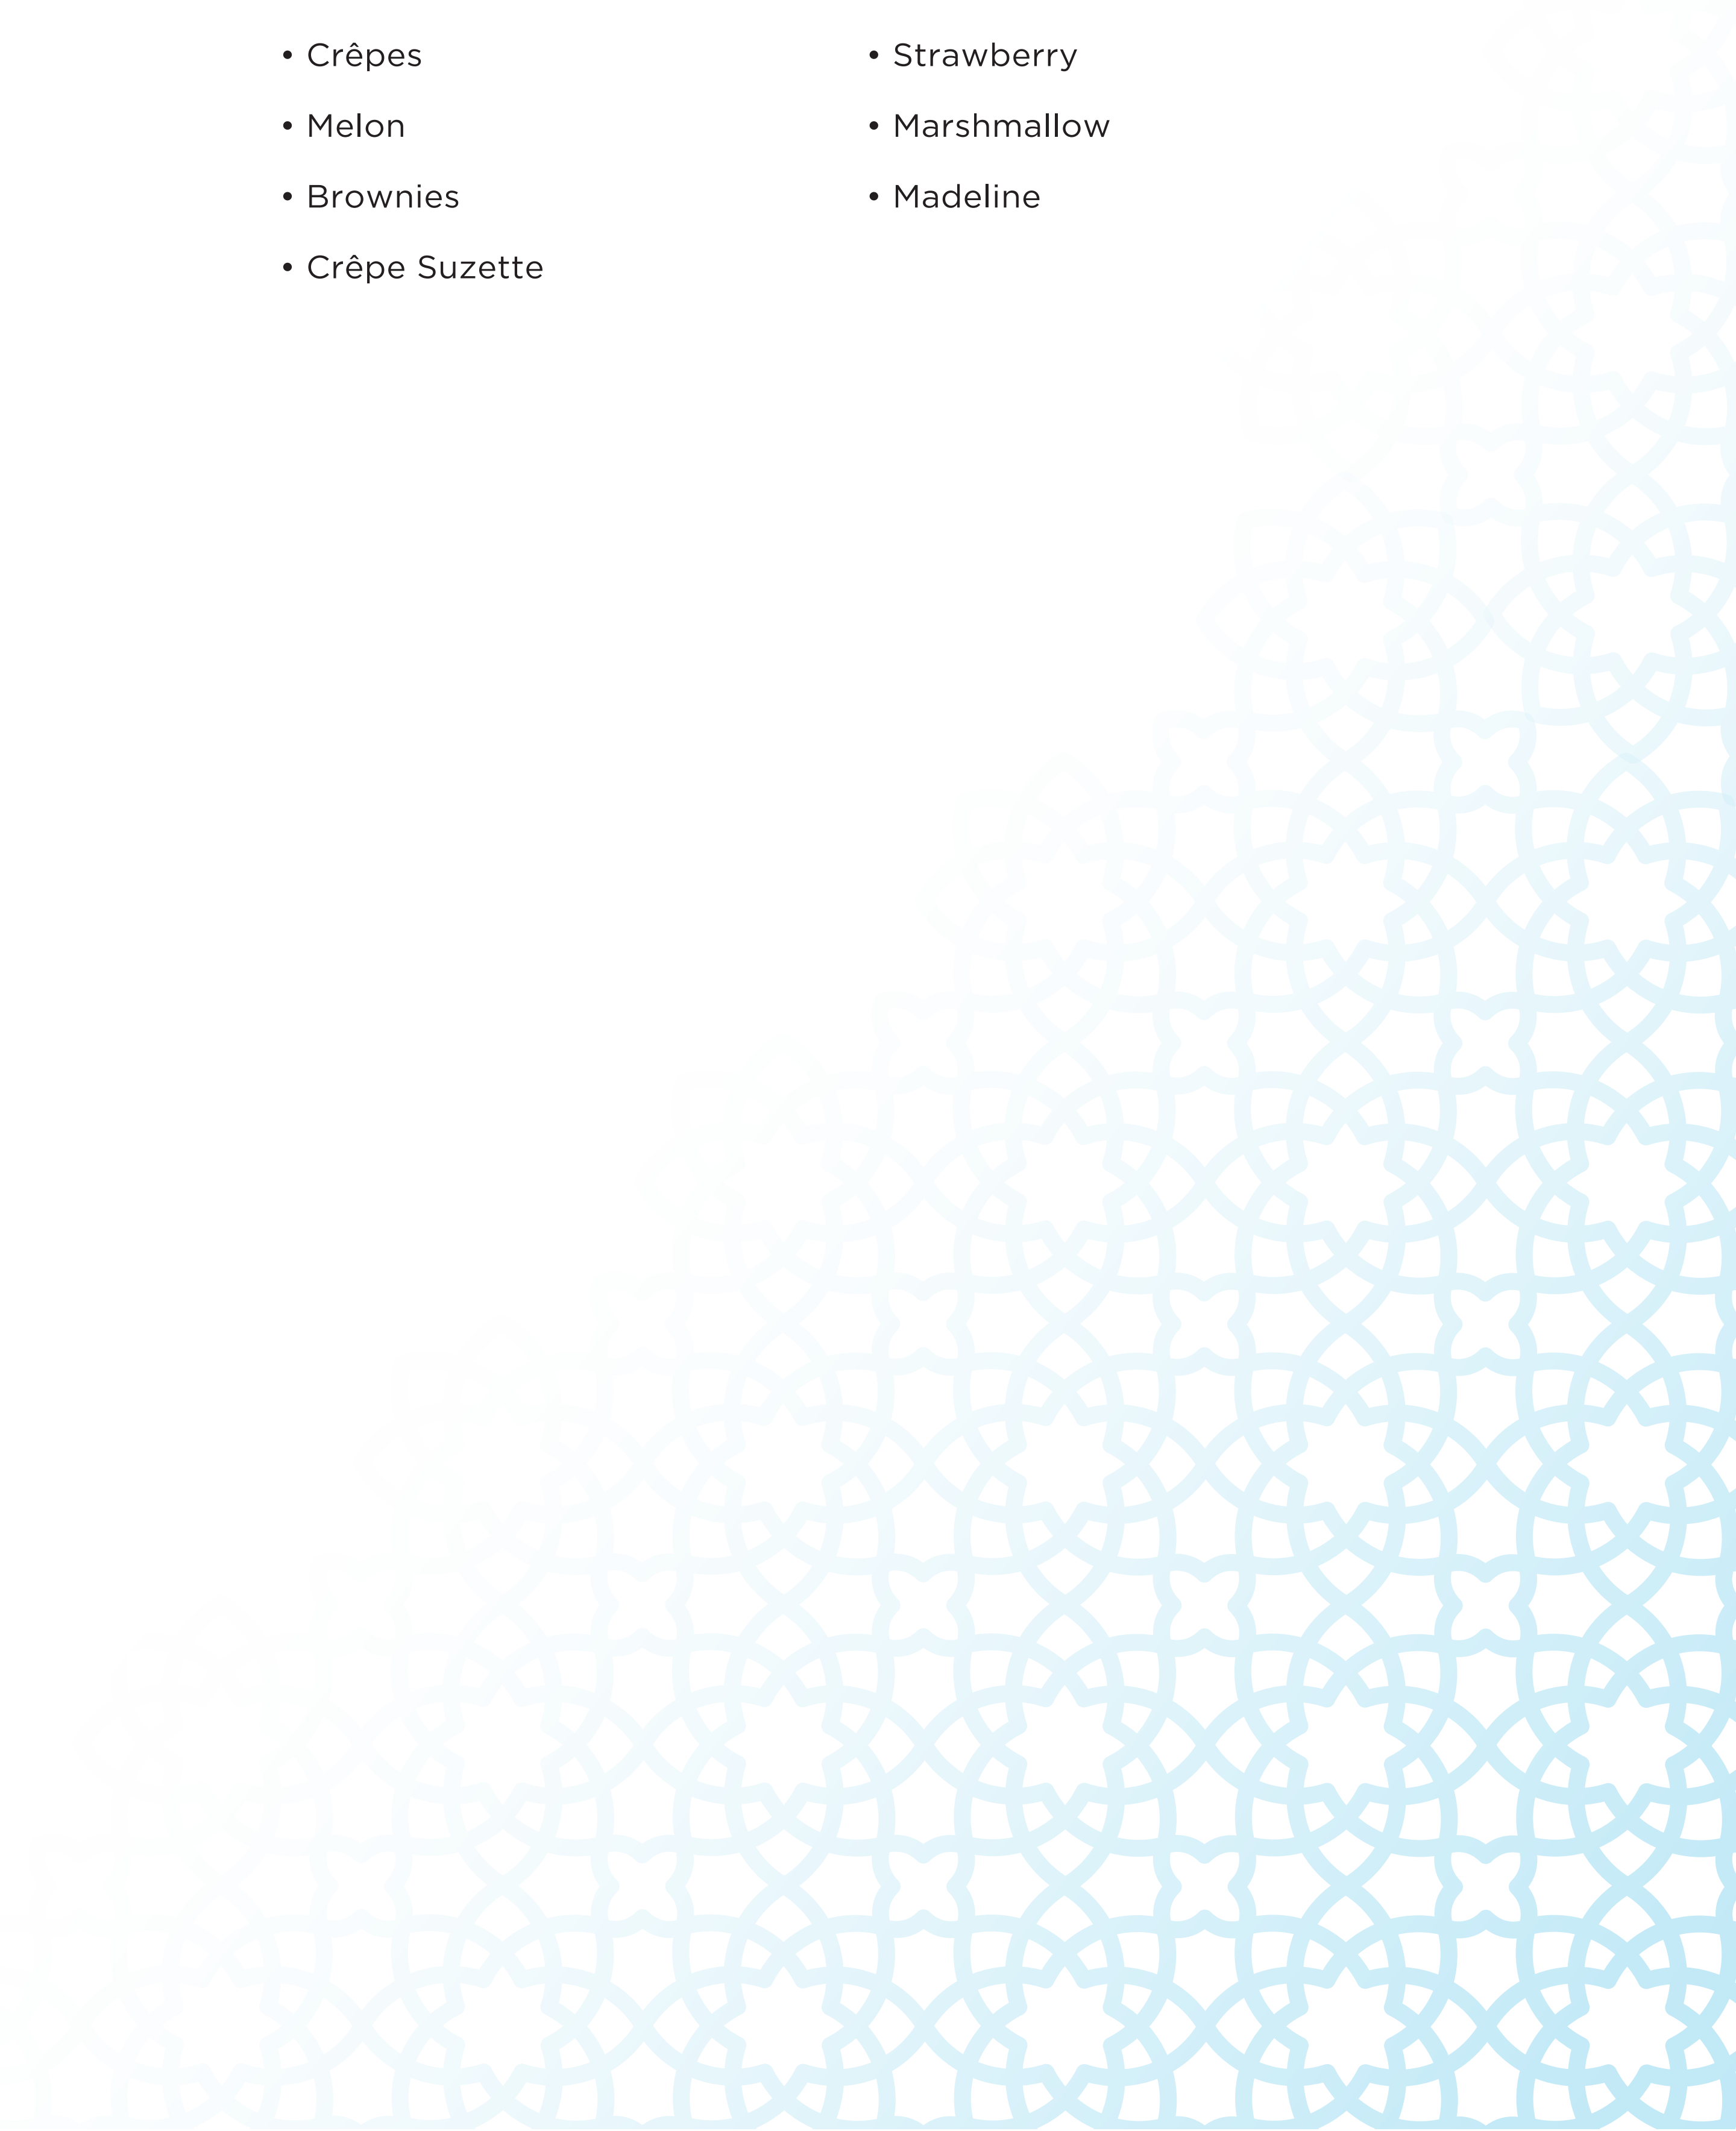 • Crêpes
• Melon
• Brownies
• Crêpe Suzette
• Strawberry
• Marshmallow
• Madeline